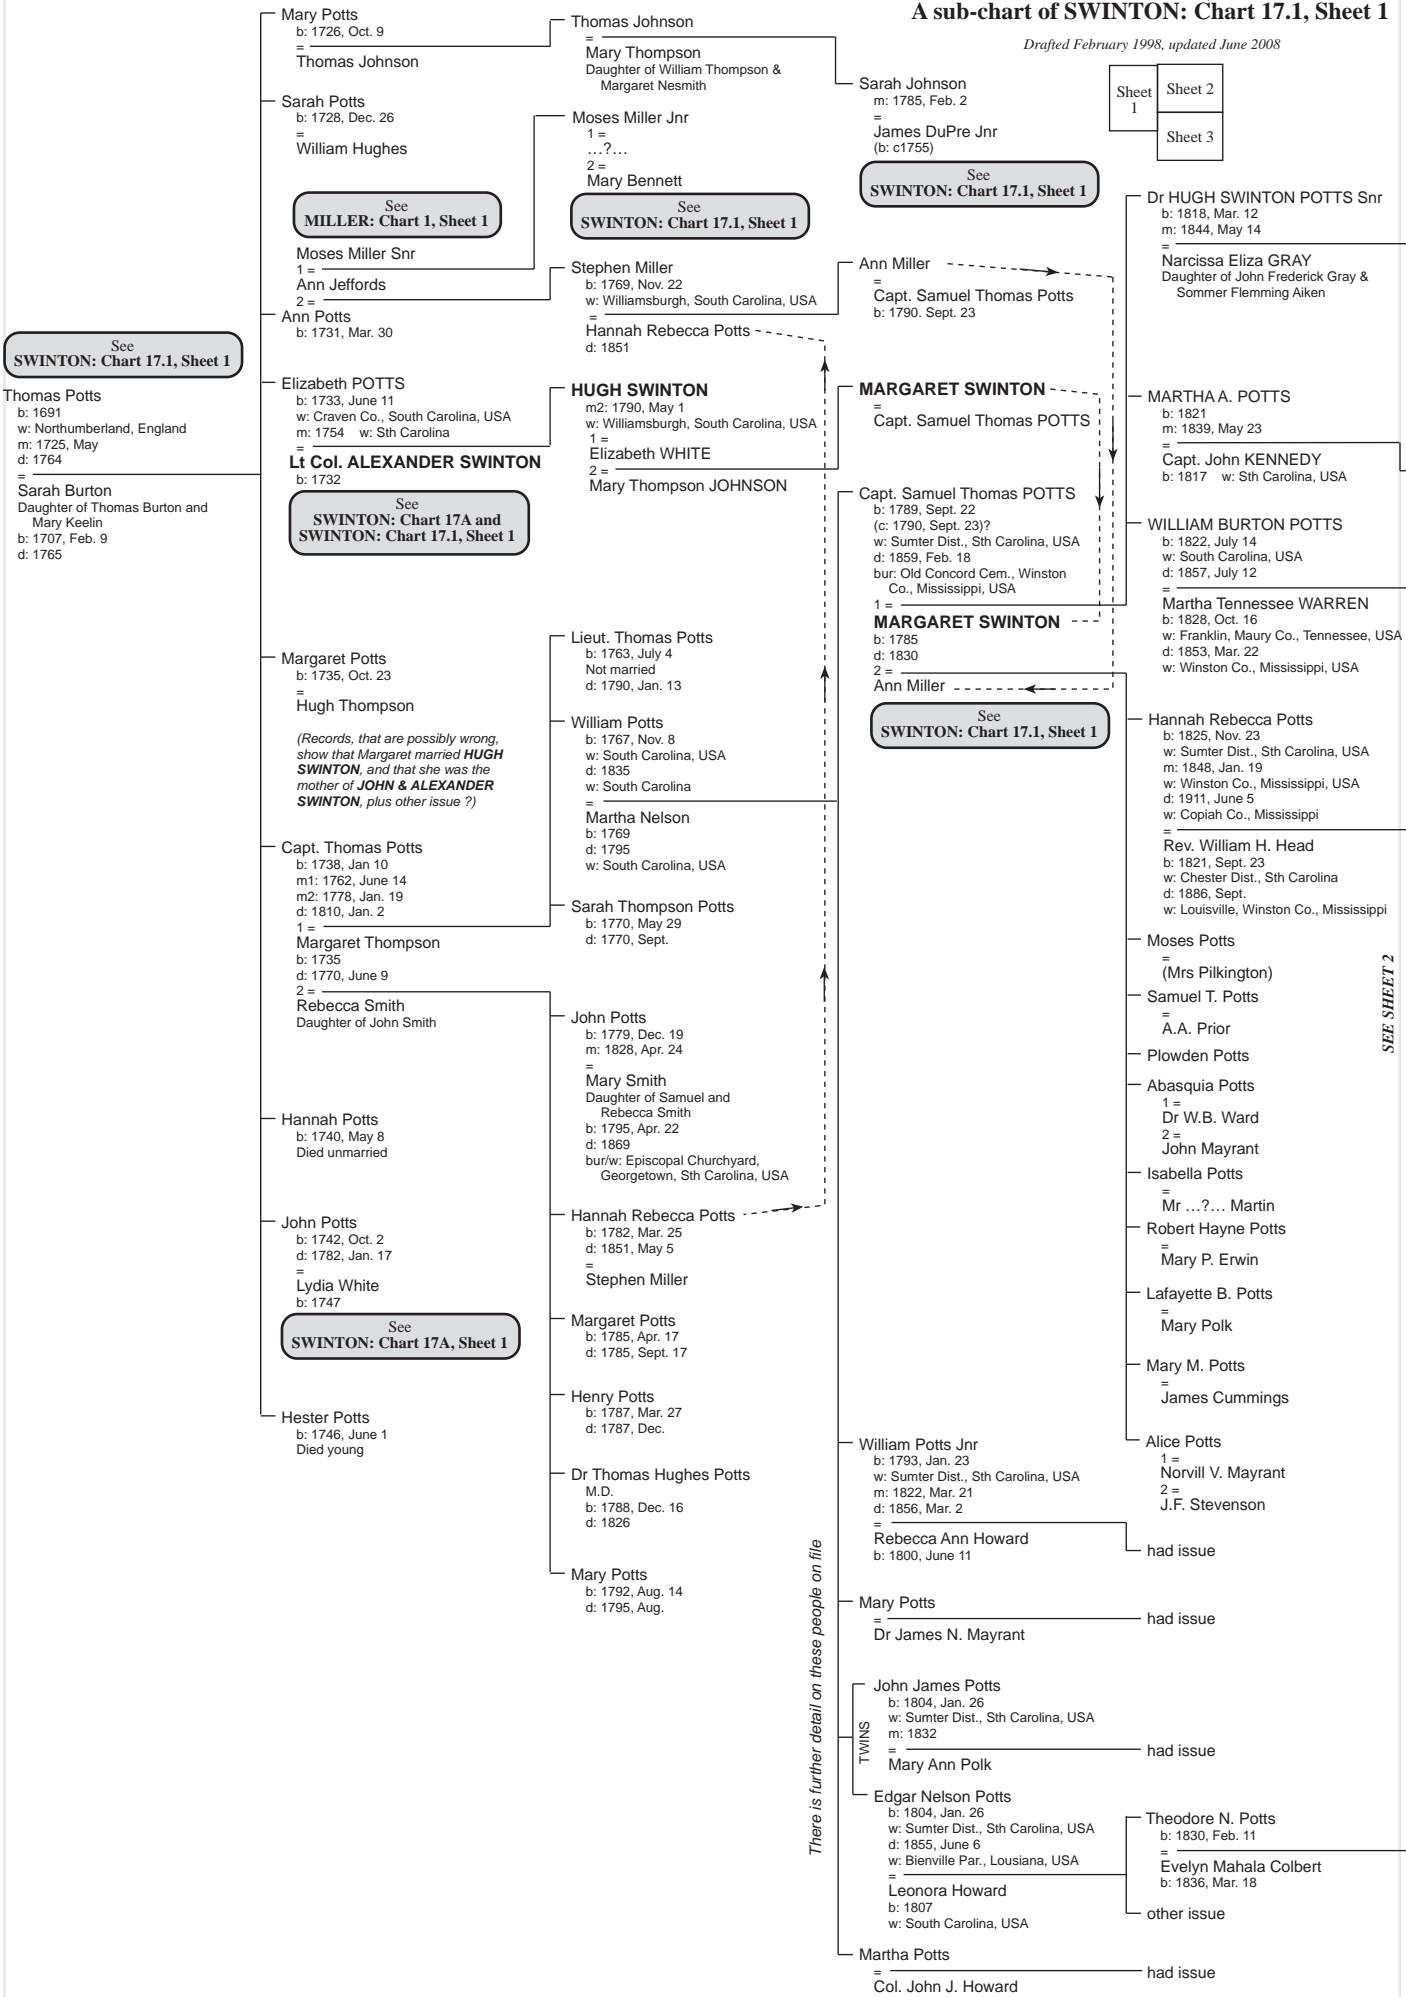 A sub-chart of SWINTON: Chart 17.1, Sheet 1
Drafted February 1998, updated June 2008
Sheet
1
Sheet 2
Sheet 3
See
SWINTON: Chart 17.1, Sheet 1
Thomas Potts
b: 1691
w: Northumberland, England
m: 1725, May
d: 1764
=
Sarah Burton
Daughter of Thomas Burton and
Mary Keelin
b: 1707, Feb. 9
d: 1765
Mary Potts
b: 1726, Oct. 9
=
Thomas Johnson
Sarah Potts
b: 1728, Dec. 26
=
William Hughes
See
MILLER: Chart 1, Sheet 1
Moses Miller Snr
1 =
Ann Jeffords
2 =
Ann Potts
b: 1731, Mar. 30
Elizabeth POTTS
b: 1733, June 11
w: Craven Co., South Carolina, USA
m: 1754 w: Sth Carolina
=
Lt Col. ALEXANDER SWINTON
b: 1732
See
SWINTON: Chart 17A and
SWINTON: Chart 17.1, Sheet 1
Margaret Potts
b: 1735, Oct. 23
=
Hugh Thompson
(Records, that are possibly wrong,
show that Margaret married HUGH
SWINTON, and that she was the
mother of JOHN & ALEXANDER
SWINTON, plus other issue ?)
Capt. Thomas Potts
b: 1738, Jan 10
m1: 1762, June 14
m2: 1778, Jan. 19
d: 1810, Jan. 2
1 =
Margaret Thompson
b: 1735
d: 1770, June 9
2 =
Rebecca Smith
Daughter of John Smith
Hannah Potts
b: 1740, May 8
Died unmarried
John Potts
b: 1742, Oct. 2
d: 1782, Jan. 17
=
Lydia White
b: 1747
See
SWINTON: Chart 17A, Sheet 1
Hester Potts
b: 1746, June 1
Died young
Thomas Johnson
=
Mary Thompson
Daughter of William Thompson &
Margaret Nesmith
Moses Miller Jnr
1 =
…?…
2 =
Mary Bennett
See
SWINTON: Chart 17.1, Sheet 1
Stephen Miller
b: 1769, Nov. 22
w: Williamsburgh, South Carolina, USA
=
Hannah Rebecca Potts
d: 1851
HUGH SWINTON
m2: 1790, May 1
w: Williamsburgh, South Carolina, USA
1 =
Elizabeth WHITE
2 =
Mary Thompson JOHNSON
Lieut. Thomas Potts
b: 1763, July 4
Not married
d: 1790, Jan. 13
William Potts
b: 1767, Nov. 8
w: South Carolina, USA
d: 1835
w: South Carolina
=
Martha Nelson
b: 1769
d: 1795
w: South Carolina, USA
Sarah Thompson Potts
b: 1770, May 29
d: 1770, Sept.
John Potts
b: 1779, Dec. 19
m: 1828, Apr. 24
=
Mary Smith
Daughter of Samuel and
Rebecca Smith
b: 1795, Apr. 22
d: 1869
bur/w: Episcopal Churchyard,
Georgetown, Sth Carolina, USA
Hannah Rebecca Potts
b: 1782, Mar. 25
d: 1851, May 5
=
Stephen Miller
Margaret Potts
b: 1785, Apr. 17
d: 1785, Sept. 17
Henry Potts
b: 1787, Mar. 27
d: 1787, Dec.
Dr Thomas Hughes Potts
M.D.
b: 1788, Dec. 16
d: 1826
Mary Potts
b: 1792, Aug. 14
d: 1795, Aug.
There is further detail on these people on file
Sarah Johnson
m: 1785, Feb. 2
=
James DuPre Jnr
(b: c1755)
See
SWINTON: Chart 17.1, Sheet 1
Ann Miller
=
Capt. Samuel Thomas Potts
b: 1790. Sept. 23
MARGARET SWINTON
=
Capt. Samuel Thomas POTTS
Capt. Samuel Thomas POTTS
b: 1789, Sept. 22
(c: 1790, Sept. 23)?
w: Sumter Dist., Sth Carolina, USA
d: 1859, Feb. 18
bur: Old Concord Cem., Winston
Co., Mississippi, USA
1 =
MARGARET SWINTON
b: 1785
d: 1830
2 =
Ann Miller
See
SWINTON: Chart 17.1, Sheet 1
William Potts Jnr
b: 1793, Jan. 23
w: Sumter Dist., Sth Carolina, USA
m: 1822, Mar. 21
d: 1856, Mar. 2
=
Rebecca Ann Howard
b: 1800, June 11
Mary Potts
=
Dr James N. Mayrant
TWINS
John James Potts
b: 1804, Jan. 26
w: Sumter Dist., Sth Carolina, USA
m: 1832
=
Mary Ann Polk
Edgar Nelson Potts
b: 1804, Jan. 26
w: Sumter Dist., Sth Carolina, USA
d: 1855, June 6
w: Bienville Par., Lousiana, USA
=
Leonora Howard
b: 1807
w: South Carolina, USA
Martha Potts
=
Col. John J. Howard
Dr HUGH SWINTON POTTS Snr
b: 1818, Mar. 12
m: 1844, May 14
=
Narcissa Eliza GRAY
Daughter of John Frederick Gray &
Sommer Flemming Aiken
MARTHA A. POTTS
b: 1821
m: 1839, May 23
=
Capt. John KENNEDY
b: 1817 w: Sth Carolina, USA
WILLIAM BURTON POTTS
b: 1822, July 14
w: South Carolina, USA
d: 1857, July 12
=
Martha Tennessee WARREN
b: 1828, Oct. 16
w: Franklin, Maury Co., Tennessee, USA
d: 1853, Mar. 22
w: Winston Co., Mississippi, USA
Hannah Rebecca Potts
b: 1825, Nov. 23
w: Sumter Dist., Sth Carolina, USA
m: 1848, Jan. 19
w: Winston Co., Mississippi, USA
d: 1911, June 5
w: Copiah Co., Mississippi
=
Rev. William H. Head
b: 1821, Sept. 23
w: Chester Dist., Sth Carolina
d: 1886, Sept.
w: Louisville, Winston Co., Mississippi
Moses Potts
=
(Mrs Pilkington)
Samuel T. Potts
=
A.A. Prior
Plowden Potts
Abasquia Potts
1 =
Dr W.B. Ward
2 =
John Mayrant
Isabella Potts
=
Mr …?… Martin
Robert Hayne Potts
=
Mary P. Erwin
Lafayette B. Potts
=
Mary Polk
Mary M. Potts
=
James Cummings
Alice Potts
1 =
Norvill V. Mayrant
2 =
J.F. Stevenson
had issue
had issue
had issue
Theodore N. Potts
b: 1830, Feb. 11
=
Evelyn Mahala Colbert
b: 1836, Mar. 18
other issue
had issue
SEE SHEET 2